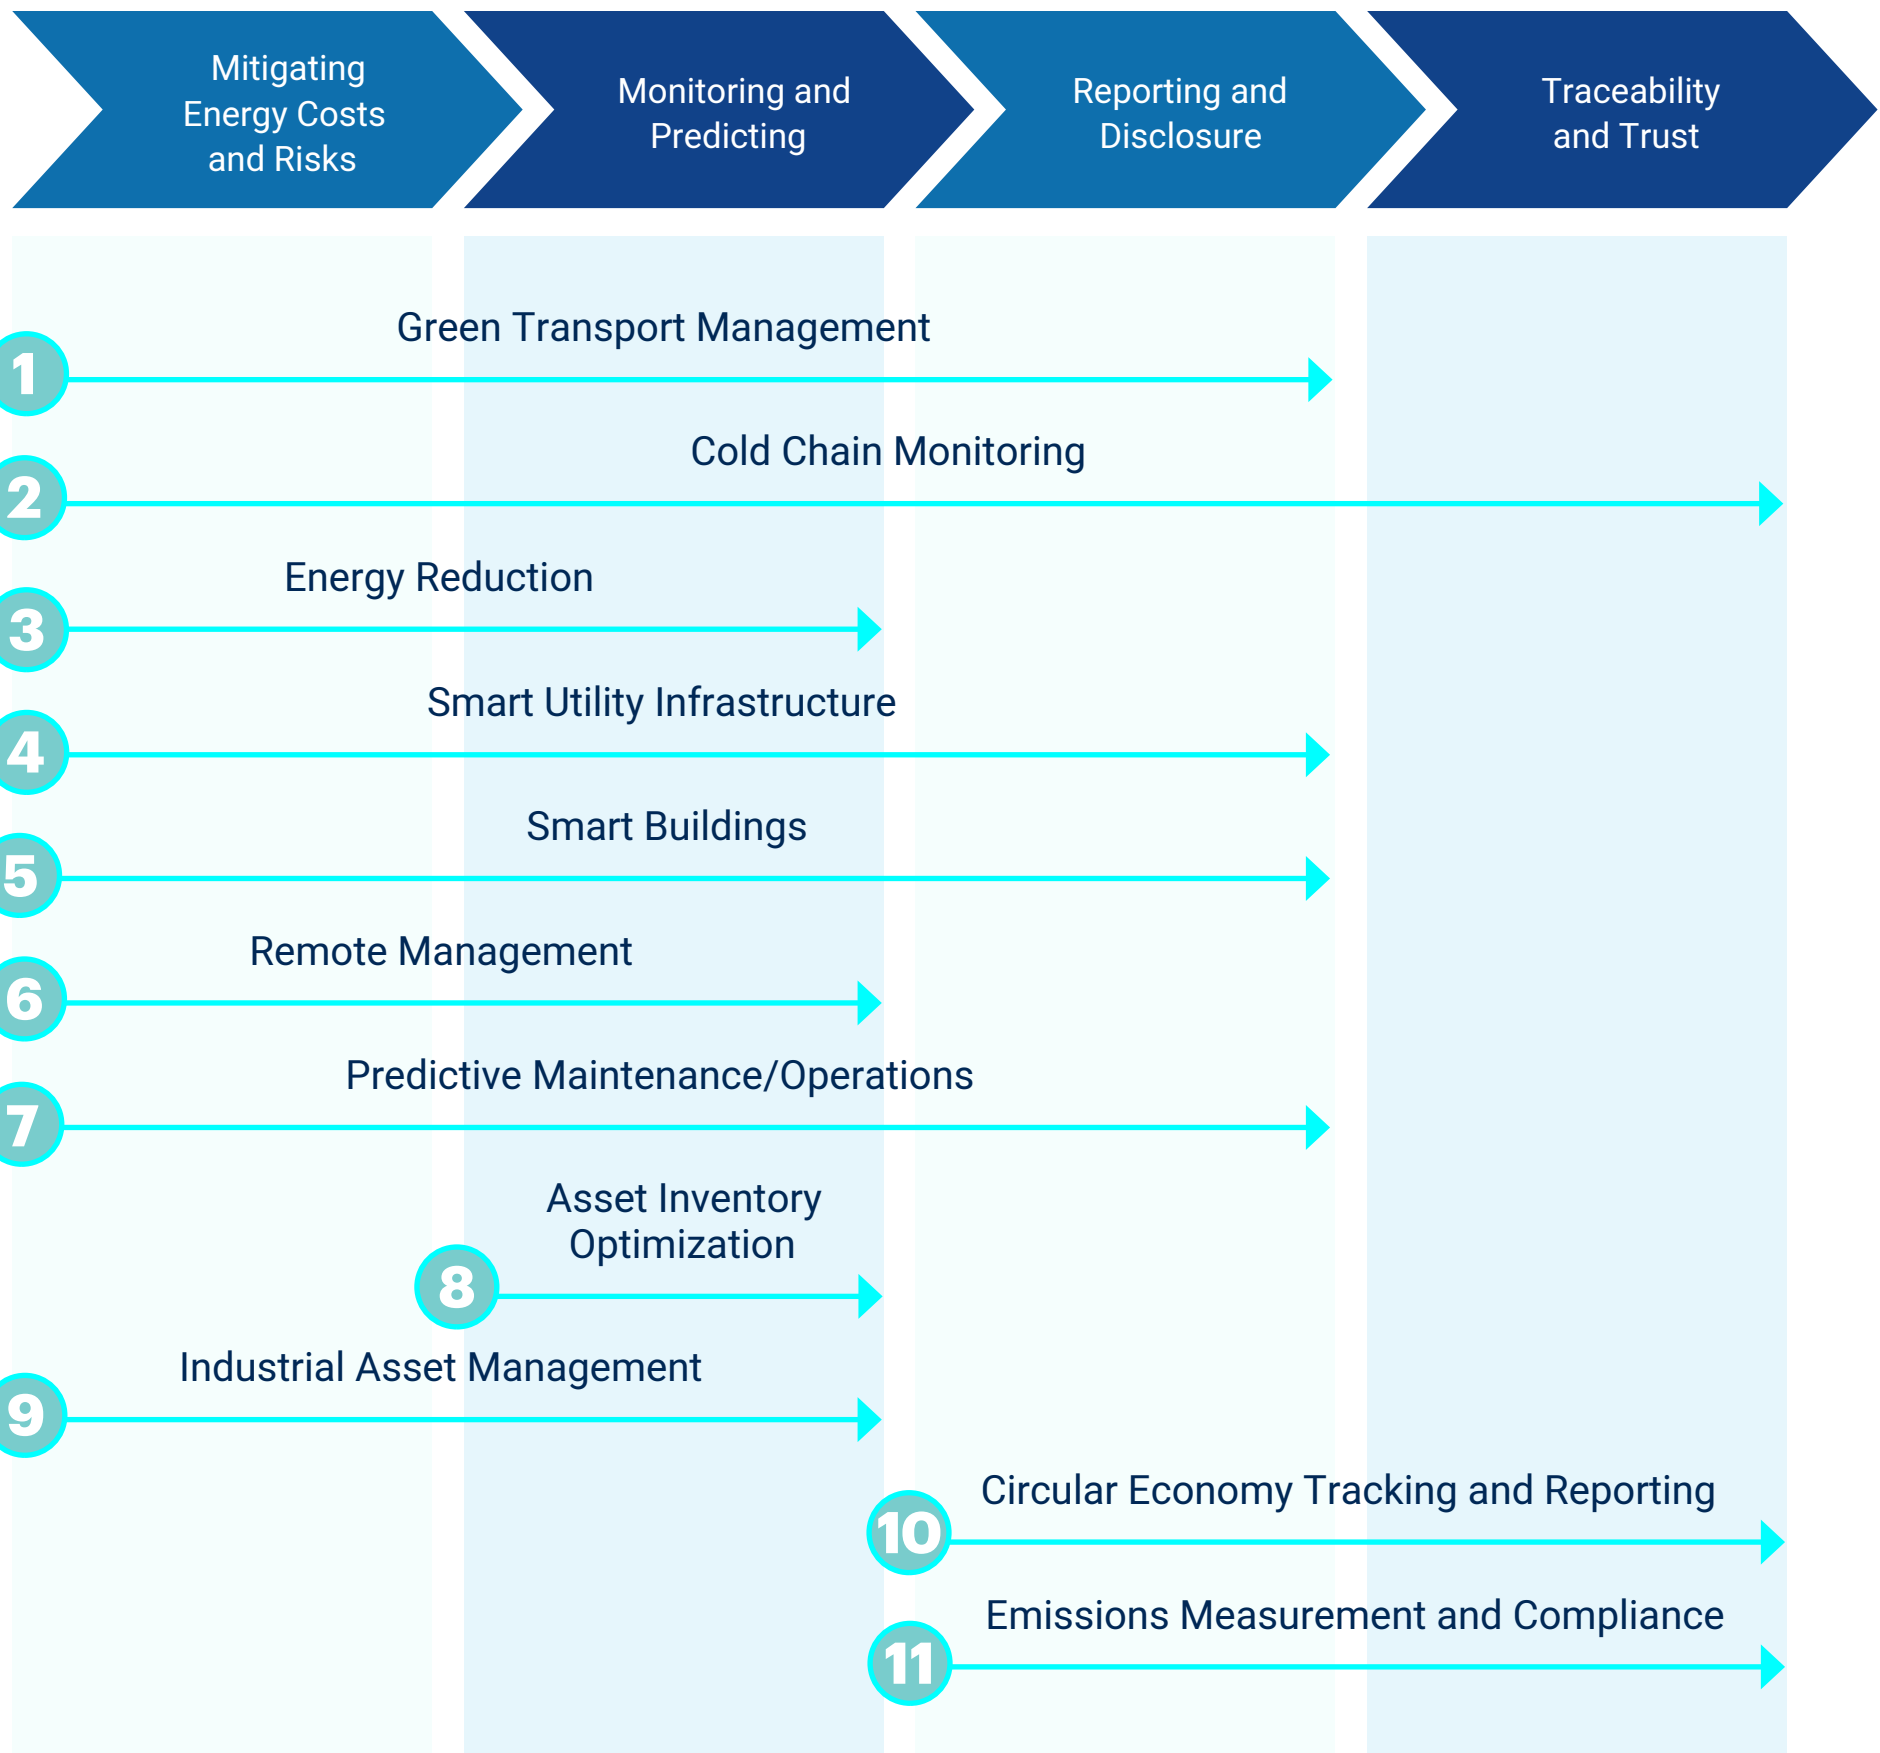 Mitigating
Energy Costs
and Risks
Monitoring and
Predicting
Reporting and
Disclosure
Traceability
and Trust
Green Transport Management
1
Cold Chain Monitoring
2
Energy Reduction
3
Smart Utility Infrastructure
4
Smart Buildings
5
Remote Management
6
Predictive Maintenance/Operations
7
Asset Inventory
Optimization
8
Industrial Asset Management
9
Circular Economy Tracking and Reporting
10
Emissions Measurement and Compliance
11